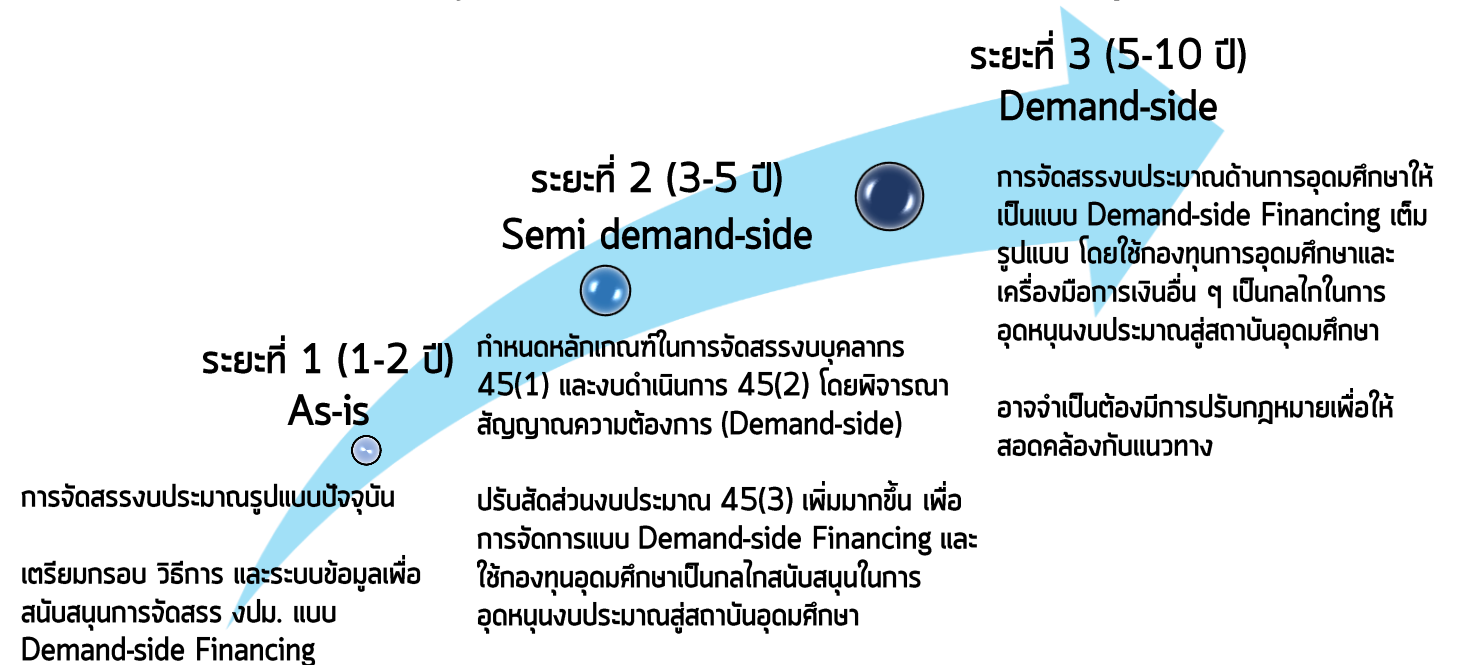 ระยะที่ 1 (1-2 ปี)
As-is
การจัดสรรงบประมาณรูปแบบปัจจุบัน
เตรียมกรอบ วิธีการ และระบบข้อมูลเพื่อ
สนับสนุนการจัดสรร งปม. แบบ
Demand-side Financing
ระยะที่ 2 (3-5 ปี)
Semi demand-side
กำหนดหลักเกณฑ์ในการจัดสรรงบบุคลากร
45(1) และงบดำเนินการ 45(2) โดยพิจารณา
สัญญาณความต้องการ (Demand-side)
ปรับสัดส่วนงบประมาณ 45(3) เพิ่มมากขึ้น เพื่อ
การจัดการแบบ Demand-side Financing และ
ใช้กองทุนอุดมศึกษาเป็นกลไกสนับสนุนในการ
อุดหนุนงบประมาณสู่สถาบันอุดมศึกษา
ระยะที่ 3 (5-10 ปี)
Demand-side
การจัดสรรงบประมาณด้านการอุดมศึกษาให้
เป็นแบบ Demand-side Financing เต็ม
รูปแบบ โดยใช้กองทุนการอุดมศึกษาและ
เครื่องมือการเงินอื่น ๆ เป็นกลไกในการ
อุดหนุนงบประมาณสู่สถาบันอุดมศึกษา
อาจจำเป็นต้องมีการปรับกฎหมายเพื่อให้
สอดคล้องกับแนวทาง